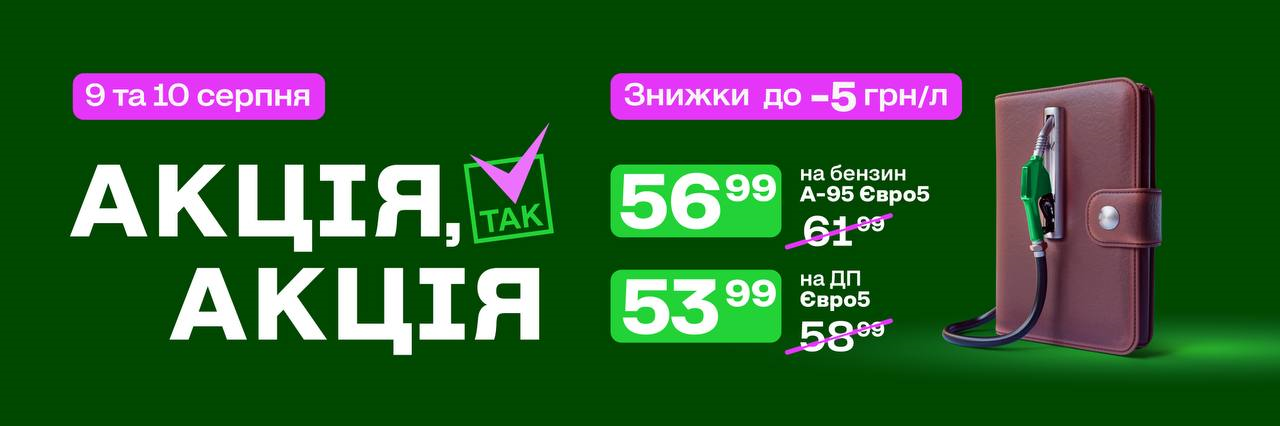 9 та 10 серпня
АКЦІЯ,
ТАК
АКЦІЯ
Знижки до -5 грн/л
56 99
на бензин
А-95 Євро5
61 99
53 99
на ДП
Євро5
58 99